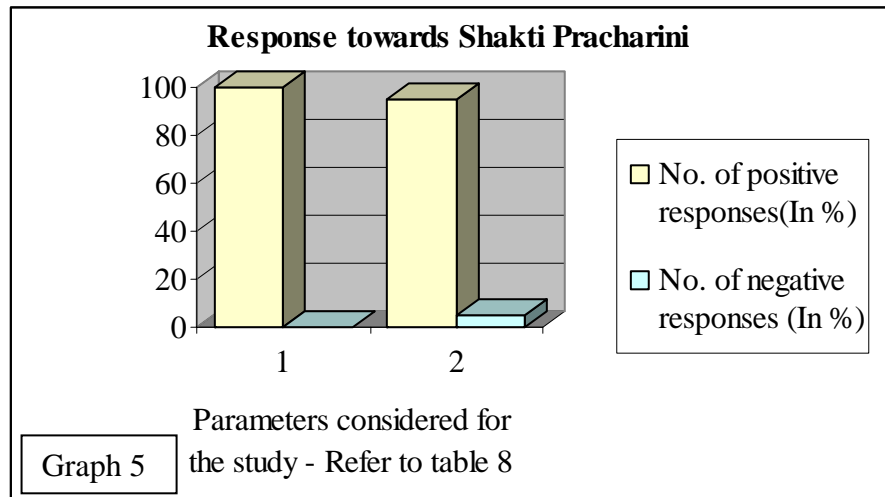 Response towards Shakti Pracharini
100
80
60
40
20
0
1
2
No. of positive
responses(In %)
No. of negative
responses (In %)
Parameters considered for
the study - Refer to table 8
Graph 5